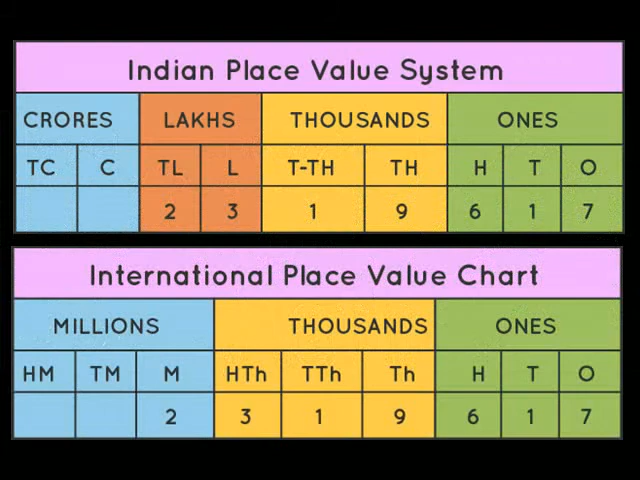 Indian Place Value System
CRORES LAKHS THOUSANDS ONES
TC C TL L T-TH TH H T O
2 3 1 9 6 1 7
International Place Value Chart
MILLIONS THOUSANDS ONES
HM TM M HTh TTh Th H T O
2 3 1 9 6 1 7